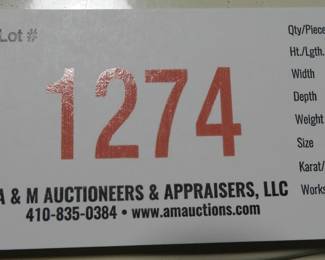 Lot #
1274
A & M AUCTIONEERS & APPRAISERS, LLC
410-835-0384 • www.amauctions.com
Qty/Piece
Ht./Lgth.
Width
Depth
Weight
Size
Karat/
Works